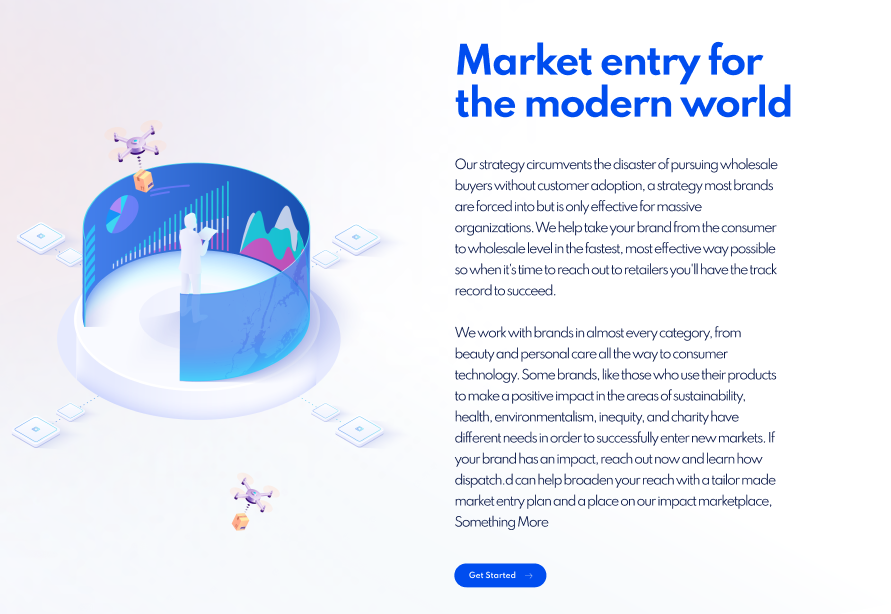 Market entry for
the modern world
Our strategy circumvents the disaster of pursuing wholesale
buyers without customer adoption, a strategy most brands
are forced into but is only effective for massive
organizations. We help take your brand from the consumer
to wholesale level in the fastest, most effective way possible
so when it's time to reach out to retailers you'll have the track
record to succeed.
We work with brands in almost every category, from
beauty and personal care all the way to consumer
technology. Some brands, like those who use their products
to make a positive impact in the areas of sustainability,
health, environmentalism, inequity, and charity have
different needs in order to successfully enter new markets. If
your brand has an impact, reach out now and learn how
dispatch.d can help broaden your reach with a tailor made
market entry plan and a place on our impact marketplace,
Something More
Get Started →